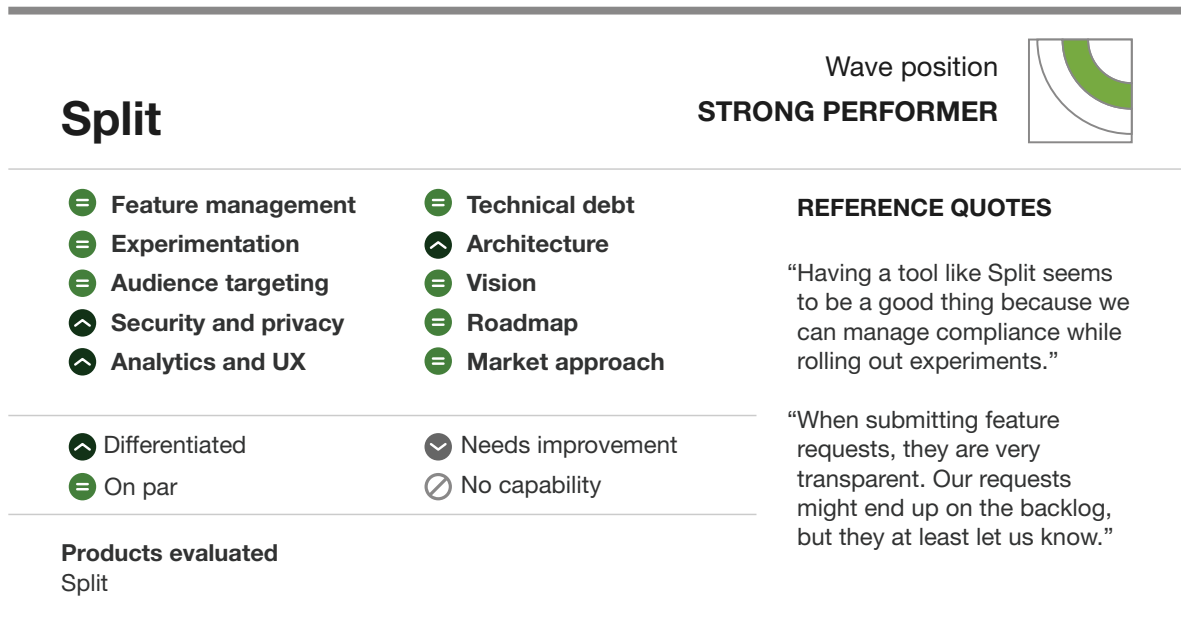 Split
Wave position
STRONG PERFORMER
Feature management
Experimentation
Audience targeting
Security and privacy
Analytics and UX
Technical debt
Architecture
Vision
Roadmap
Market approach
Differentiated
On par
Needs improvement
No capability
Products evaluated
Split
REFERENCE QUOTES
“Having a tool like Split seems
to be a good thing because we
can manage compliance while
rolling out experiments.”
“When submitting feature
requests, they are very
transparent. Our requests
might end up on the backlog,
but they at least let us know.”